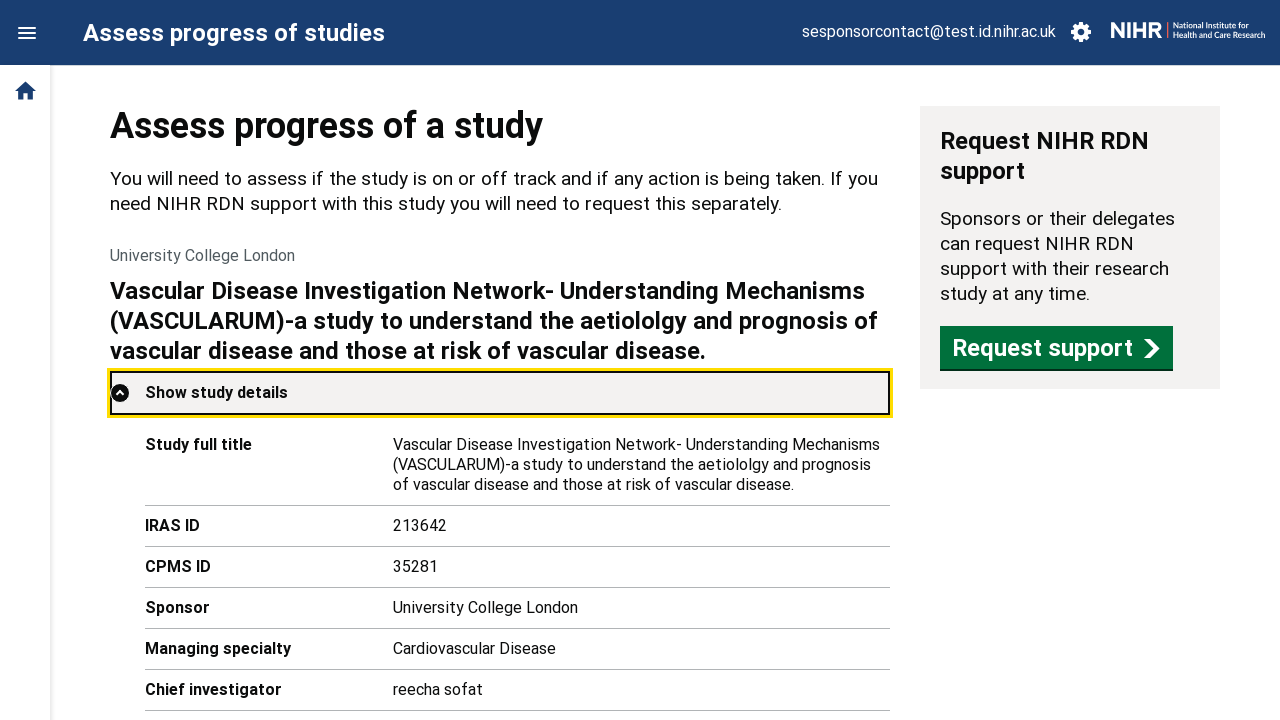 Assess progress of studies
sesponsorcontact@test.id.nihr.ac.uk
NIHR
National Institute for
Health and Care Research
Assess progress of a study
You will need to assess if the study is on or off track and if any action is being taken. If you
need NIHR RDN support with this study you will need to request this separately.
University College London
Vascular Disease Investigation Network- Understanding Mechanisms
(VASCULARUM)-a study to understand the aetiololgy and prognosis of
vascular disease and those at risk of vascular disease.
Show study details
Study full title
Vascular Disease Investigation Network- Understanding Mechanisms
(VASCULARUM)-a study to understand the aetiololgy and prognosis
of vascular disease and those at risk of vascular disease.
IRAS ID
213642
CPMS ID
35281
Sponsor
University College London
Managing specialty
Cardiovascular Disease
Chief investigator
reecha sofat
Request NIHR RDN
support
Sponsors or their delegates
can request NIHR RDN
support with their research
study at any time.
Request support